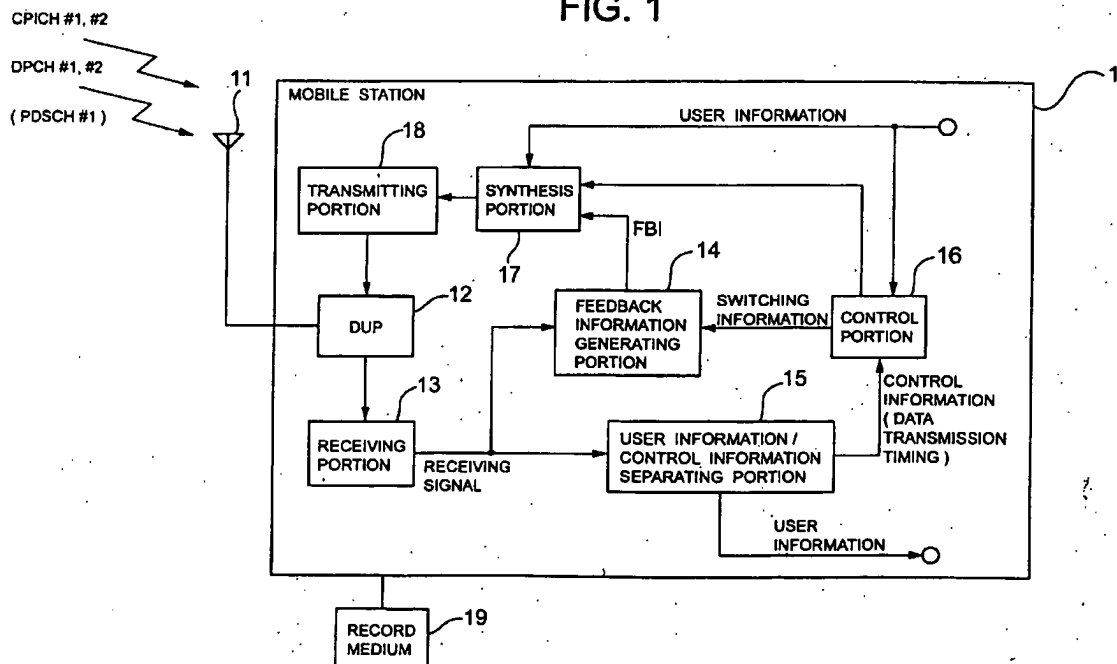 FIG. 1
CPICH #1, #2
DPCH #1, #2
( PDSCH #1 )
11
1
MOBILE STATION
USER INFORMATION
18
TRANSMITTING
PORTION
SYNTHESIS
PORTION
17
FBI
14
16
12
DUP
FEEDBACK
INFORMATION
GENERATING
PORTION
SWITCHING
INFORMATION
CONTROL
PORTION
13
RECEIVING
PORTION
RECEIVING
SIGNAL
15
USER INFORMATION /
CONTROL INFORMATION
SEPARATING PORTION
CONTROL
INFORMATION
( DATA
TRANSMISSION
TIMING )
USER
INFORMATION
RECORD
MEDIUM
19